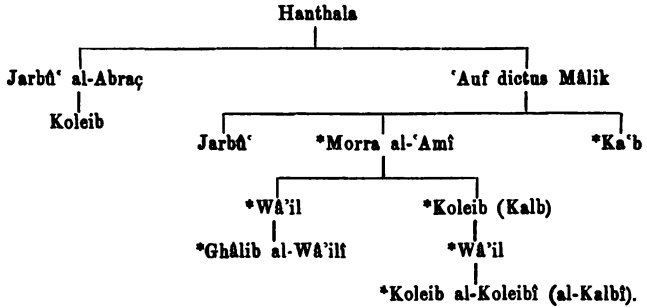 Hanthala
Jarbû‘ al-Abraç ‘Auf dictus Mâlik
Koleib
Jarbû‘ *Morra al-‘Amî *Ka‘b
*Wâ’il *Koleib (Kalb)
*Ghâlib al-Wâ’ilî *Wâ’il
*Koleib al-Koleibî (al-Kalbî).